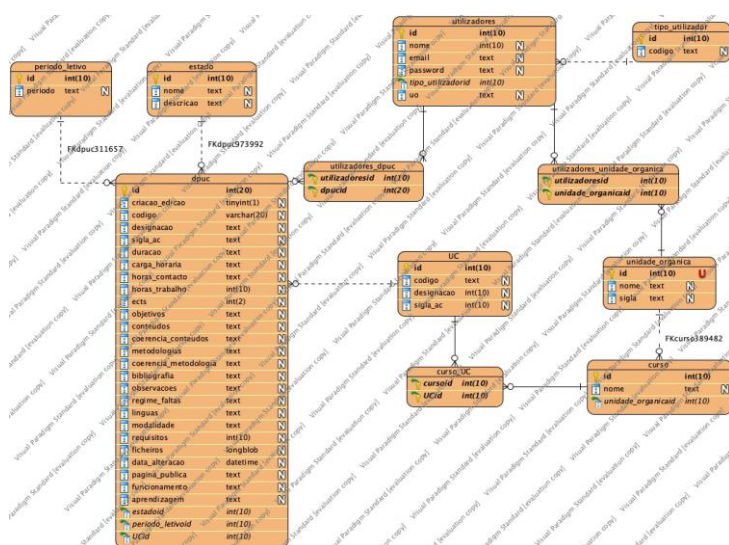 utilizadores
id int(10)
nome int(10) N
email text N
password text N
tipo_utilizadorid int(10)
uo text N
tipo_utilizador
id int(10)
codigo text N
periodo_letivo
id int(10)
periodo text N
estado
id int(10)
nome text N
descricao text N
FKdpuc311657
FKdpuc973992
utilizadores_dpuc
utilizadoresid int(10)
dpucid int(20)
utilizadores_unidade_organica
utilizadoresid int(10)
unidade_organicaid int(10)
dpuc
id int(20)
criacao_edicao tinyint(1) N
codigo varchar(20) N
designacao text N
sigla_ac text N
duracao text N
carga_horaria text N
horas_contacto text N
horas_trabalho int(10) N
ects int(2) N
objetivos text N
conteudos text N
coerencia_conteudos text N
metodologias text N
coerencia_metodologia text N
bibliografia text N
observacoes text N
regime_faltas text N
linguas text N
modalidade text N
requisitos int(10) N
ficheiros longblob N
data_alteracao datetime N
pagina_publica text N
funcionamento text N
aprendizagem text N
estadoid int(10)
periodo_letivoid int(10)
UCid int(10)
UC
id int(10)
codigo text N
designacao int(10) N
sigla_ac int(10) N
unidade_organica
id int(10) U
nome text N
sigla text N
FKcurso389482
curso_UC
cursoid int(10)
UCid int(10)
curso
id int(10)
nome text N
unidade_organicaid int(10)
Visual Paradigm Standard [evaluation copy]